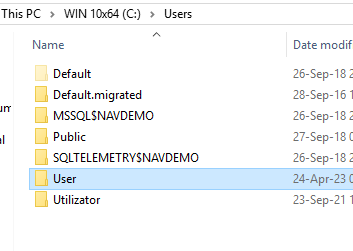 This PC > WIN 10x64 (C:) > Users
Name Date modif
Default 26-Sep-18 2
Default.migrated 28-Sep-16 1
MSSQL$NAVDEMO 26-Sep-18 2
Public 27-Sep-18 0
SQLTELEMETRY$NAVDEMO 26-Sep-18 2
User 24-Apr-23 0
Utilizator 23-Sep-21 1